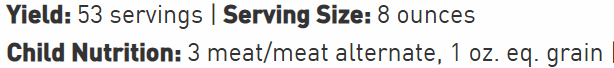 Yield: 53 servings | Serving Size: 8 ounces
Child Nutrition: 3 meat/meat alternate, 1 oz. eq. grain |